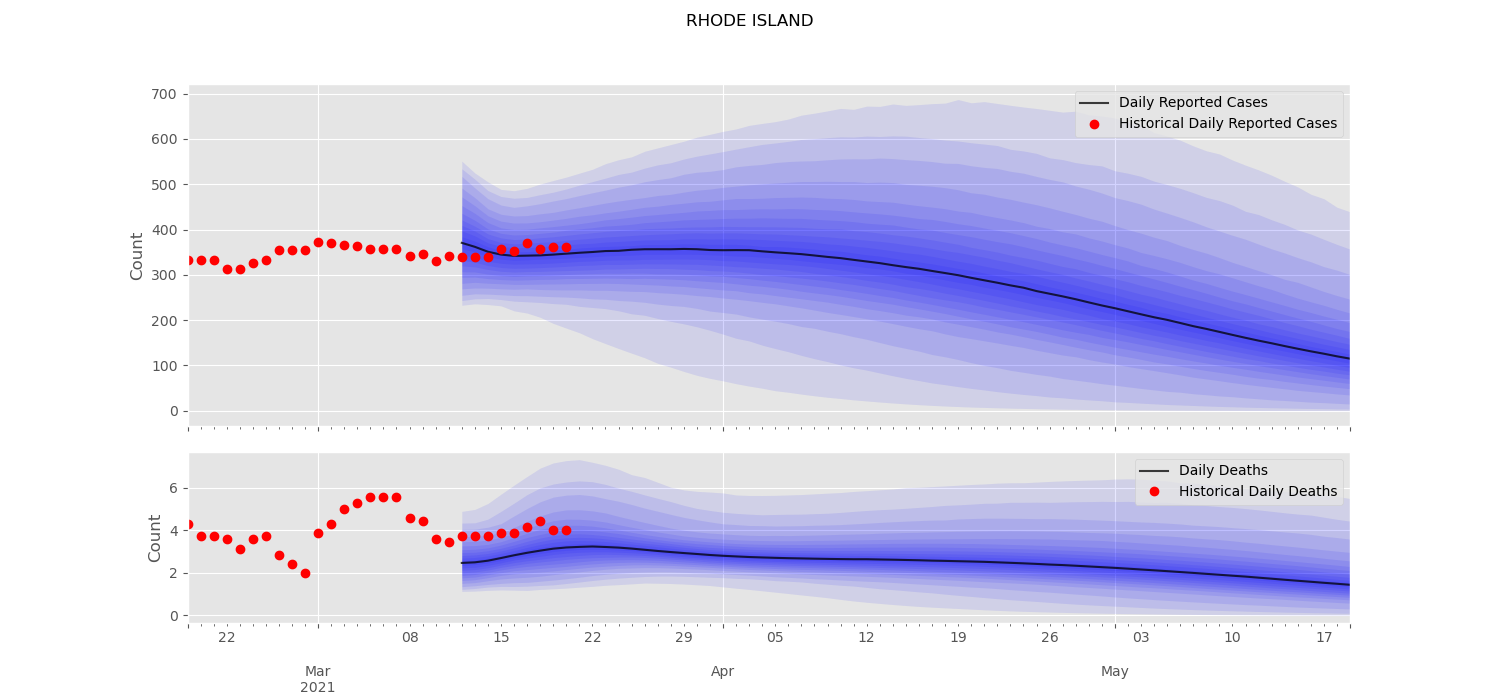 RHODE ISLAND
700
600
500
400
300
200
100
0
Count
Daily Reported Cases
Historical Daily Reported Cases
6
4
2
0
Count
Daily Deaths
Historical Daily Deaths
22 08 15 22 29 05 12 19 26 03 10 17
Mar Apr May
2021